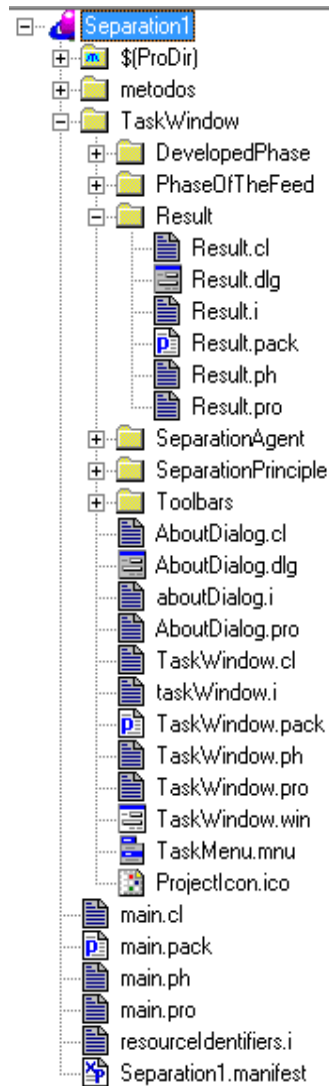 Separation1
$(ProDir)
metodos
TaskWindow
DevelopedPhase
PhaseOfTheFeed
Result
Result.cl
Result.dlg
Result.i
Result.pack
Result.ph
Result.pro
SeparationAgent
SeparationPrinciple
Toolbars
AboutDialog.cl
AboutDialog.dlg
aboutDialog.i
AboutDialog.pro
TaskWindow.cl
taskWindow.i
TaskWindow.pack
TaskWindow.ph
TaskWindow.pro
TaskWindow.win
TaskMenu.mnu
ProjectIcon.ico
main.cl
main.pack
main.ph
main.pro
resourceIdentifiers.i
Separation1.manifest